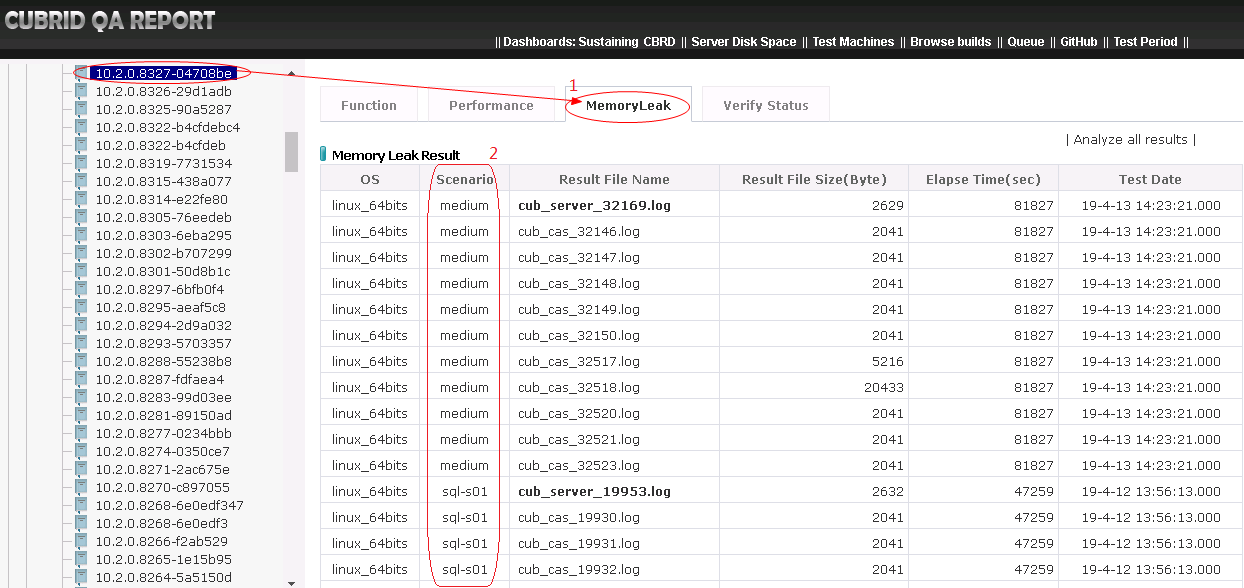 CUBRID QA REPORT
|| Dashboards: Sustaining CBRD || Server Disk Space || Test Machines || Browse builds || Queue || GitHub || Test Period ||
10.2.0.8327-04708be
10.2.0.8326-29d1adb
10.2.0.8325-90a5287
10.2.0.8322-b4cfdebc4
10.2.0.8322-b4cfdeb
10.2.0.8319-7731534
10.2.0.8315-438a077
10.2.0.8314-e22fe80
10.2.0.8305-76eedeb
10.2.0.8303-6eba295
10.2.0.8302-b707299
10.2.0.8301-50d8b1c
10.2.0.8297-6bfb0f4
10.2.0.8295-aeaf5c8
10.2.0.8294-2d9a032
10.2.0.8293-5703357
10.2.0.8288-55238b8
10.2.0.8287-fdfaea4
10.2.0.8283-99d03ee
10.2.0.8281-89150ad
10.2.0.8277-0234bbb
10.2.0.8274-0350ce7
10.2.0.8271-2ac675e
10.2.0.8270-c897055
10.2.0.8268-6e0edf347
10.2.0.8268-6e0edf3
10.2.0.8266-f2ab529
10.2.0.8265-1e15b95
10.2.0.8264-5a5150d
1
Function Performance MemoryLeak Verify Status
| Analyze all results |
Memory Leak Result 2
OS Scenario Result File Name Result File Size(Byte) Elapse Time(sec) Test Date
linux_64bits medium cub_server_32169.log 2629 81827 19-4-13 14:23:21.000
linux_64bits medium cub_cas_32146.log 2041 81827 19-4-13 14:23:21.000
linux_64bits medium cub_cas_32147.log 2041 81827 19-4-13 14:23:21.000
linux_64bits medium cub_cas_32148.log 2041 81827 19-4-13 14:23:21.000
linux_64bits medium cub_cas_32149.log 2041 81827 19-4-13 14:23:21.000
linux_64bits medium cub_cas_32150.log 2041 81827 19-4-13 14:23:21.000
linux_64bits medium cub_cas_32517.log 5216 81827 19-4-13 14:23:21.000
linux_64bits medium cub_cas_32518.log 20433 81827 19-4-13 14:23:21.000
linux_64bits medium cub_cas_32520.log 2041 81827 19-4-13 14:23:21.000
linux_64bits medium cub_cas_32521.log 2041 81827 19-4-13 14:23:21.000
linux_64bits medium cub_cas_32523.log 2041 81827 19-4-13 14:23:21.000
linux_64bits sql-s01 cub_server_19953.log 2632 47259 19-4-12 13:56:13.000
linux_64bits sql-s01 cub_cas_19930.log 2041 47259 19-4-12 13:56:13.000
linux_64bits sql-s01 cub_cas_19931.log 2041 47259 19-4-12 13:56:13.000
linux_64bits sql-s01 cub_cas_19932.log 2041 47259 19-4-12 13:56:13.000